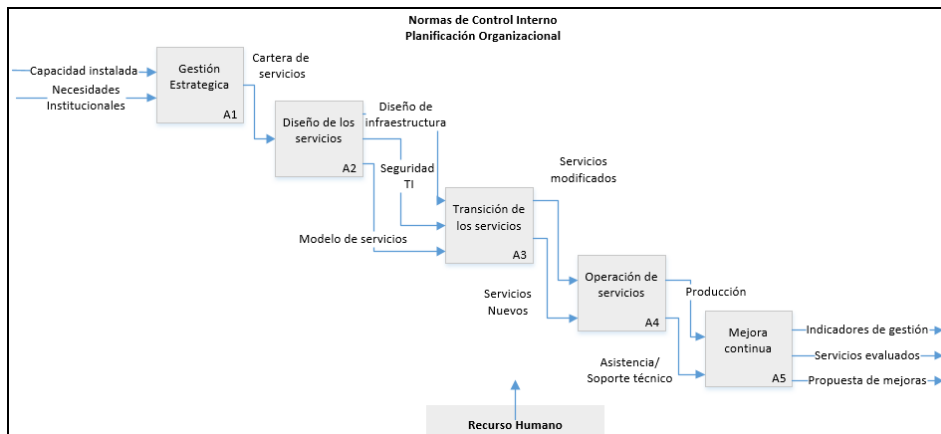 Normas de Control Interno
Planificación Organizacional
Capacidad instalada
Necesidades
Institucionales
Gestión
Estrategica
A1
Cartera de
servicios
Diseño de los
servicios
A2
Diseño de
infraestructura
Seguridad
TI
Modelo de servicios
Transición de
los servicios
A3
Servicios
modificados
Servicios
Nuevos
Operación de
servicios
A4
Producción
Asistencia/
Soporte técnico
Mejora
continua
A5
Indicadores de gestión
Servicios evaluados
Propuesta de mejoras
Recurso Humano